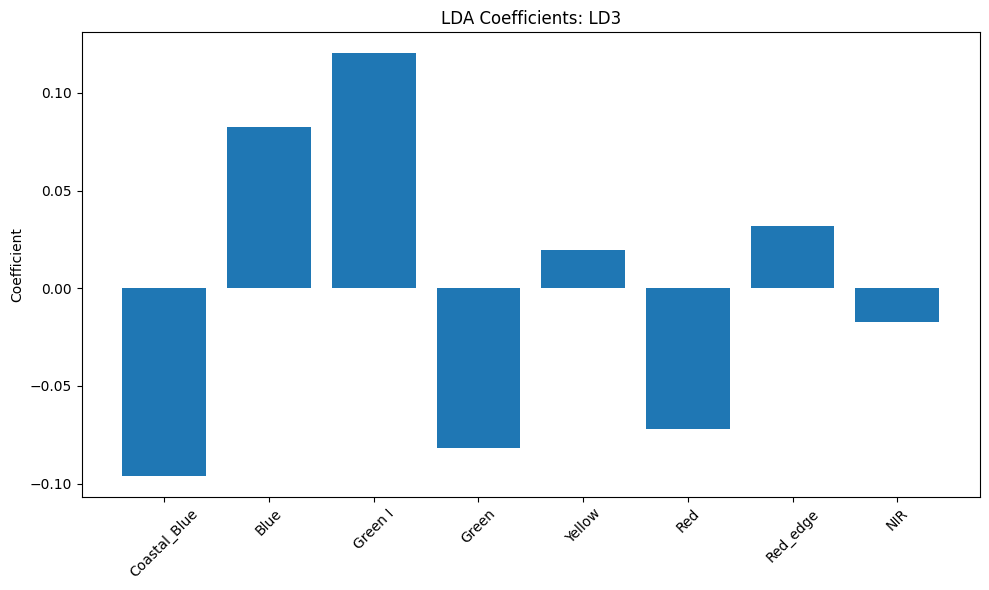 LDA Coefficients: LD3
Coefficient
0.10
0.05
0.00
−0.05
−0.10
Coastal_Blue
Blue
Green I
Green
Yellow
Red
Red_edge
NIR